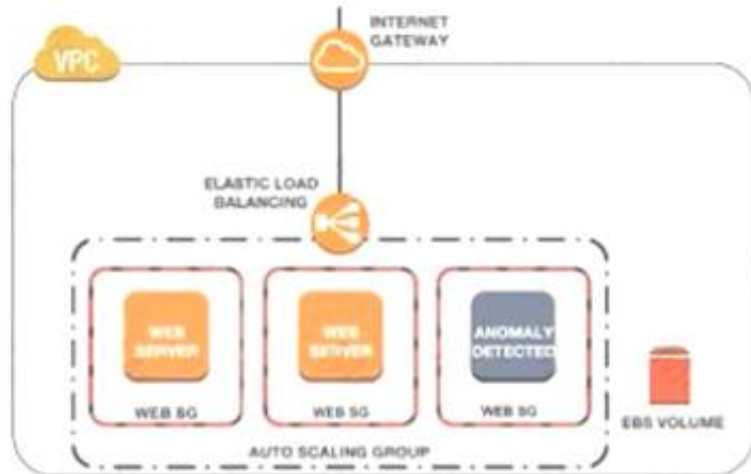 INTERNET
GATEWAY
VPC
ELASTIC LOAD
BALANCING
WEB
SERVER
WEB
SERVER
ANOMALY
DETECTED
WEB SG
WEB SG
WEB SG
EBS VOLUME
AUTO SCALING GROUP